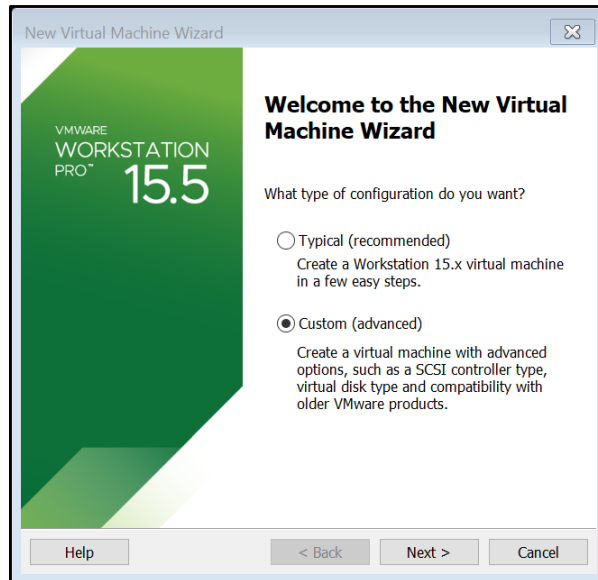 New Virtual Machine Wizard
VMWARE
WORKSTATION
PRO™ 15.5
Welcome to the New Virtual
Machine Wizard
What type of configuration do you want?
Typical (recommended)
Create a Workstation 15.x virtual machine
in a few easy steps.
Custom (advanced)
Create a virtual machine with advanced
options, such as a SCSI controller type,
virtual disk type and compatibility with
older VMware products.
Help
< Back
Next >
Cancel